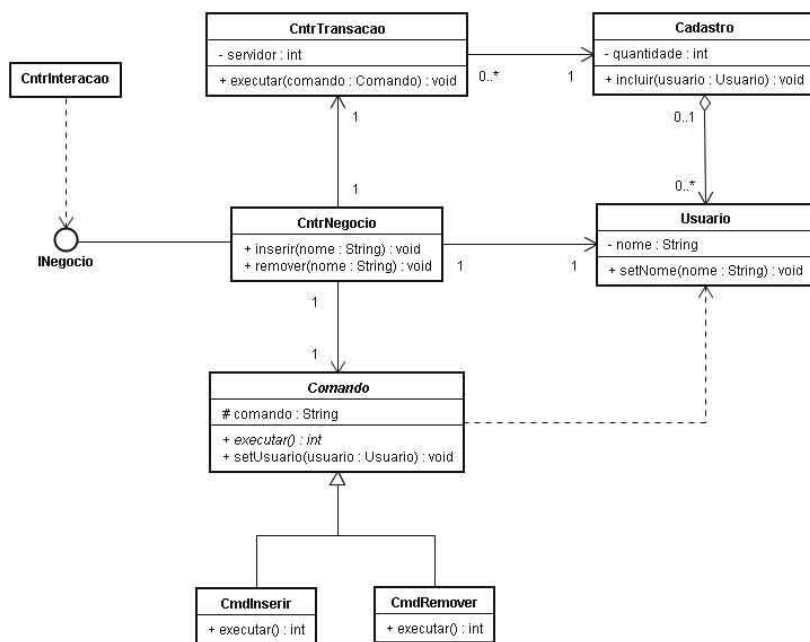 CntrTransacao
- servidor : int
+ executar(comando : Comando) : void
Cadastro
- quantidade : int
+ incluir(usuario : Usuario) : void
CntrInteracao
0..*
1
1
0..1
1
0..*
CntrNegocio
+ inserir(nome : String) : void
+ remover(nome : String) : void
Usuario
- nome : String
+ setNome(nome : String) : void
INegocio
1
1
1
1
Comando
# comando : String
+ executar() : int
+ setUsuario(usuario : Usuario) : void
CmdInserir
+ executar() : int
CmdRemover
+ executar() : int